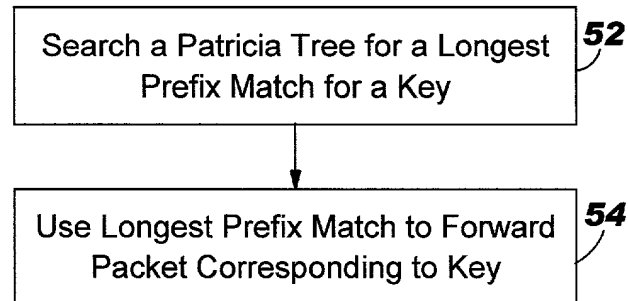 Search a Patricia Tree for a Longest
Prefix Match for a Key
52
Use Longest Prefix Match to Forward
Packet Corresponding to Key
54